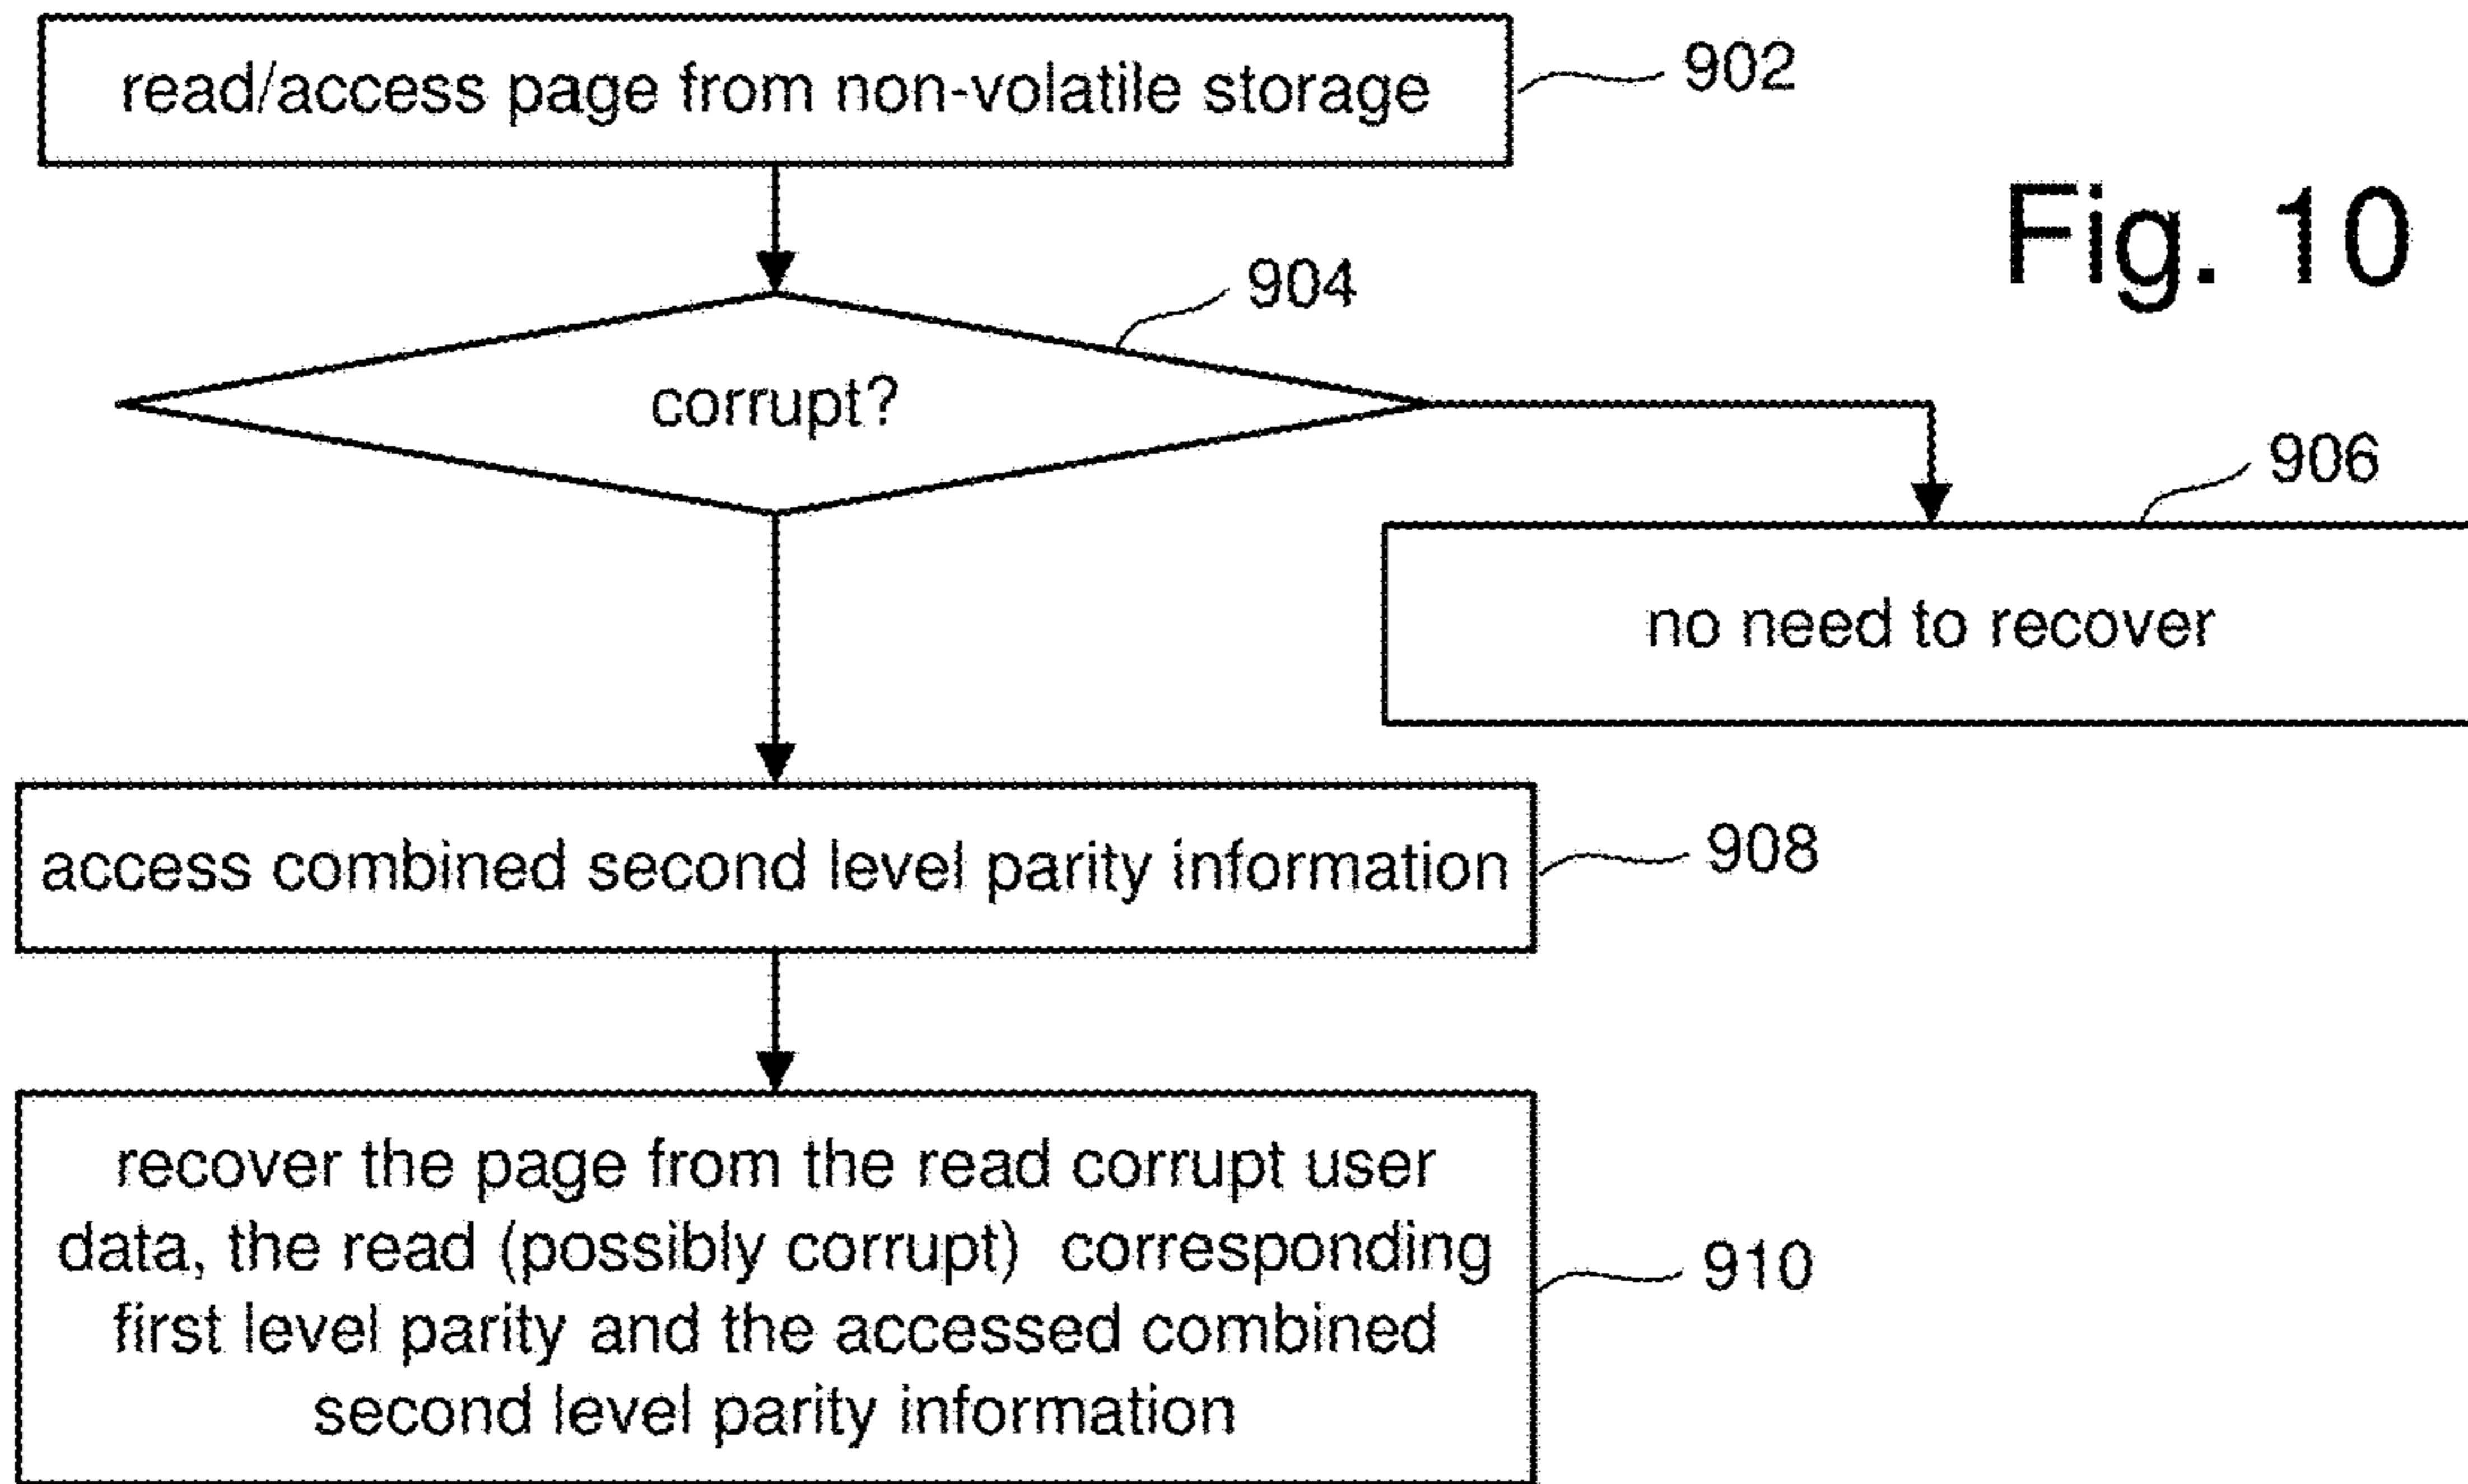 read/access page from non-volatile storage
902
Fig. 10
904
corrupt?
906
no need to recover
access combined second level parity information
908
recover the page from the read corrupt user
data, the read (possibly corrupt) corresponding
first level parity and the accessed combined
second level parity information
910